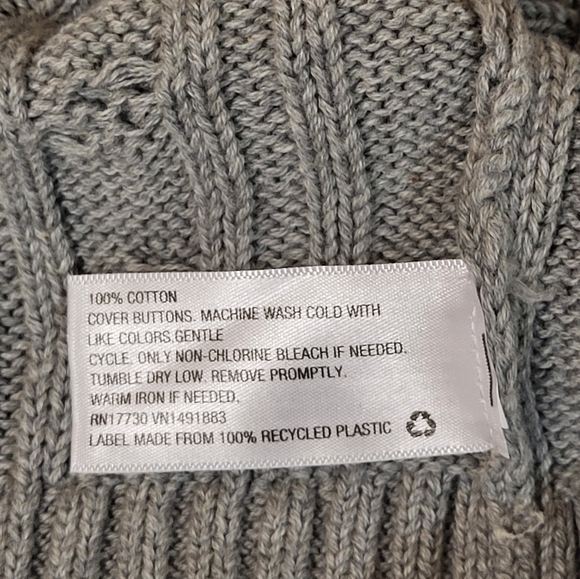 100% COTTON
COVER BUTTONS. MACHINE WASH COLD WITH
LIKE COLORS.GENTLE
CYCLE. ONLY NON-CHLORINE BLEACH IF NEEDED.
TUMBLE DRY LOW. REMOVE PROMPTLY.
WARM IRON IF NEEDED.
RN17730 VN1491883
LABEL MADE FROM 100% RECYCLED PLASTIC